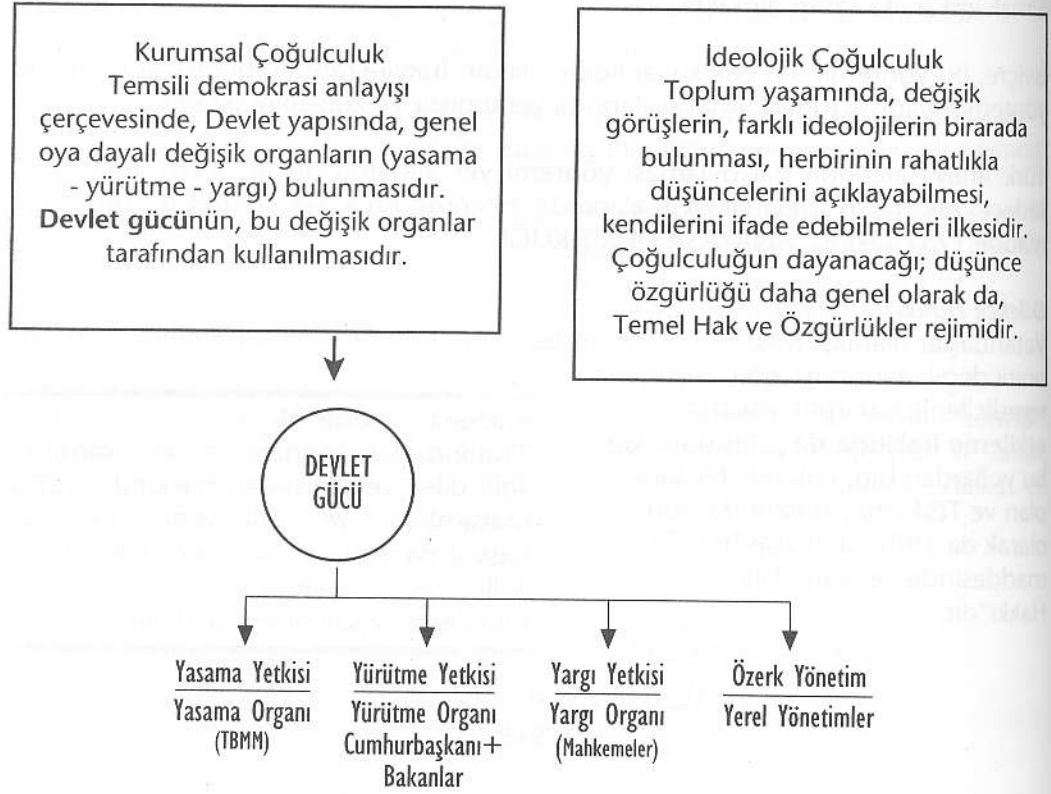 Kurumsal Çoğulculuk
Temsili demokrasi anlayışı
çerçevesinde, Devlet yapısında, genel
oya dayalı değişik organların (yasama
- yürütme - yargı) bulunmasıdır.
Devlet gücünün, bu değişik organlar
tarafından kullanılmasıdır.
İdeolojik Çoğulculuk
Toplum yaşamında, değişik
görüşlerin, farklı ideolojilerin birarada
bulunması, herbirinin rahatlıkla
düşüncelerini açıklayabilmesi,
kendilerini ifade edebilmeleri ilkesidir.
Çoğulculuğun dayanacağı; düşünce
özgürlüğü daha genel olarak da,
Temel Hak ve Özgürlükler rejimidir.
DEVLET
GÜCÜ
Yasama Yetkisi
Yasama Organı
(TBMM)
Yürütme Yetkisi
Yürütme Organı
Cumhurbaşkanı+
Bakanlar
Yargı Yetkisi
Yargı Organı
(Mahkemeler)
Özerk Yönetim
Yerel Yönetimler